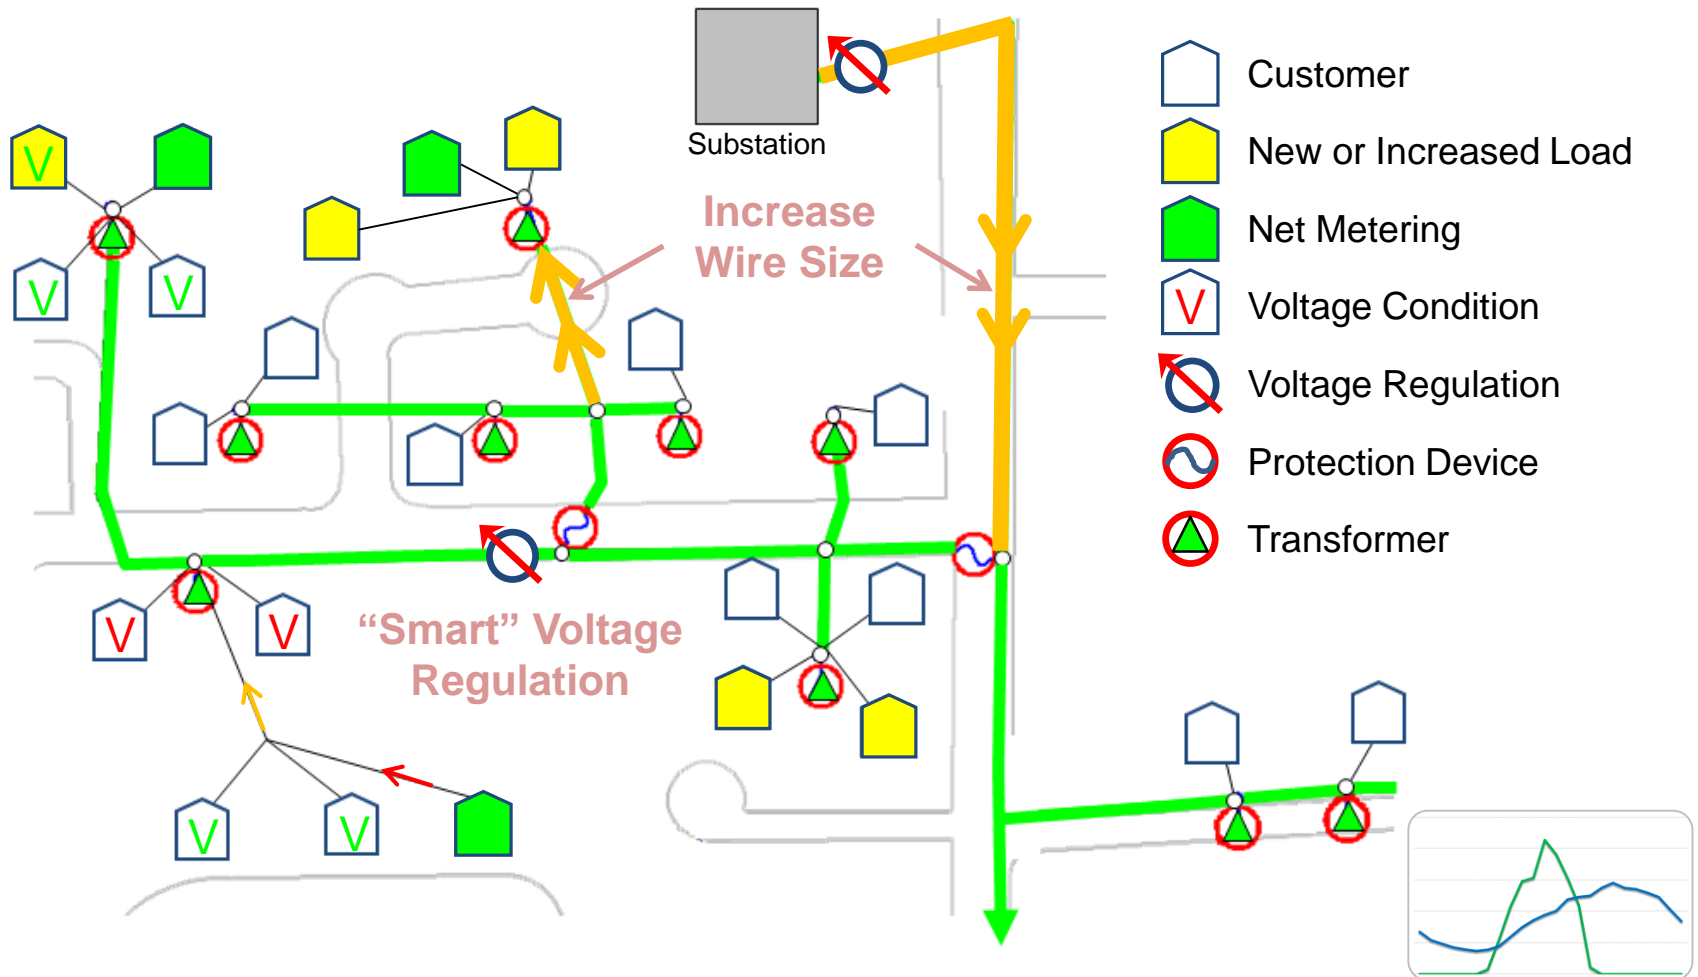 Substation
Increase
Wire Size
"Smart" Voltage
Regulation
V
V
V
V
V
V
V
Customer
New or Increased Load
Net Metering
V
Voltage Condition
Voltage Regulation
Protection Device
Transformer